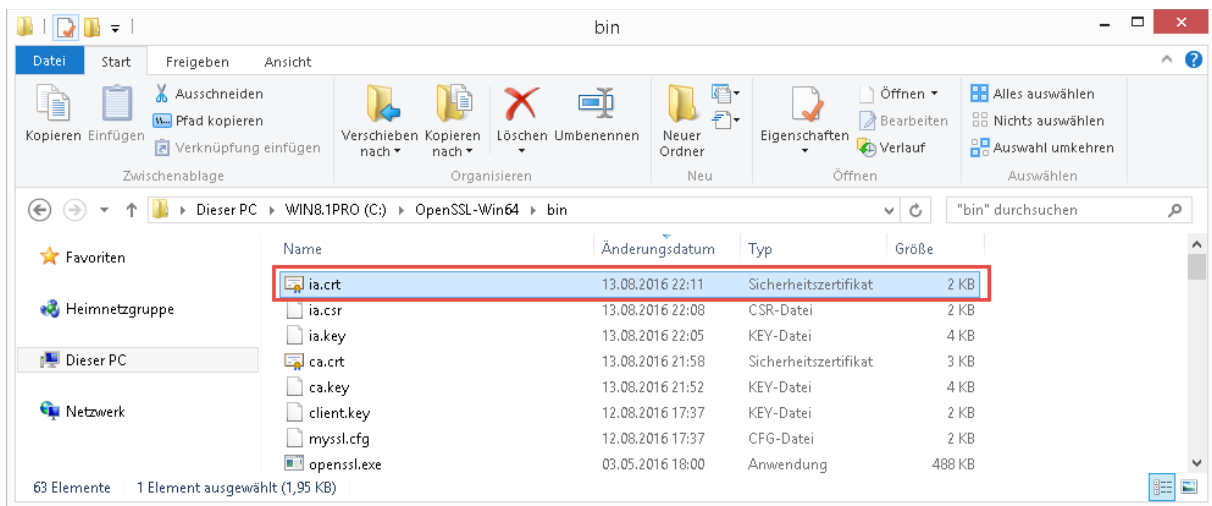 bin
Datei Start Freigeben Ansicht
Kopieren Einfügen Ausschneiden Pfad kopieren Verknüpfung einfügen
Zwischenablage
Verschieben nach Kopieren nach Löschen Umbenennen
Organisieren
Neuer Ordner
Neu
Eigenschaften Öffnen Bearbeiten Verlauf
Öffnen
Alles auswählen
Nichts auswählen
Auswahl umkehren
Auswählen
Dieser PC WIN8.1PRO (C:) OpenSSL-Win64 bin "bin" durchsuchen
Favoriten
Heimnetzgruppe
Dieser PC
Netzwerk
Name Änderungsdatum Typ Größe
ia.crt 13.08.2016 22:11 Sicherheitszertifikat 2 KB
ia.csr 13.08.2016 22:08 CSR-Datei 2 KB
ia.key 13.08.2016 22:05 KEY-Datei 4 KB
ca.crt 13.08.2016 21:58 Sicherheitszertifikat 3 KB
ca.key 13.08.2016 21:52 KEY-Datei 4 KB
client.key 12.08.2016 17:37 KEY-Datei 2 KB
myssl.cfg 12.08.2016 17:37 CFG-Datei 2 KB
openssl.exe 03.05.2016 18:00 Anwendung 488 KB
63 Elemente 1 Element ausgewählt (1,95 KB)